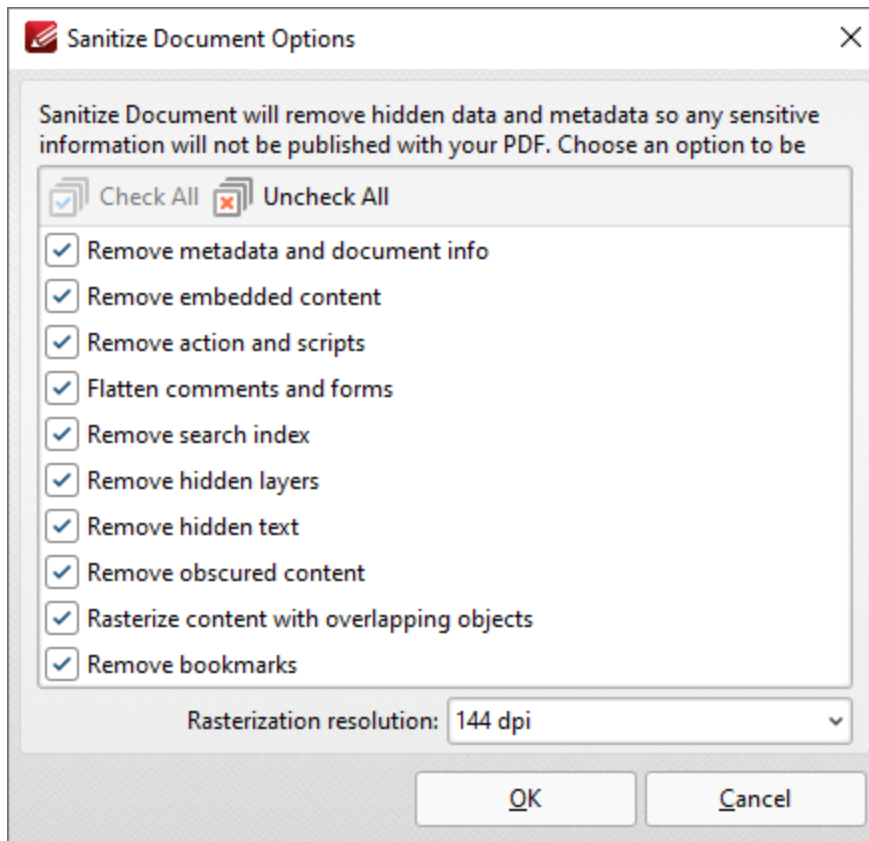 Sanitize Document Options
Sanitize Document will remove hidden data and metadata so any sensitive
information will not be published with your PDF. Choose an option to be
Check All Uncheck All
Remove metadata and document info
Remove embedded content
Remove action and scripts
Flatten comments and forms
Remove search index
Remove hidden layers
Remove hidden text
Remove obscured content
Rasterize content with overlapping objects
Remove bookmarks
Rasterization resolution: 144 dpi
OK Cancel